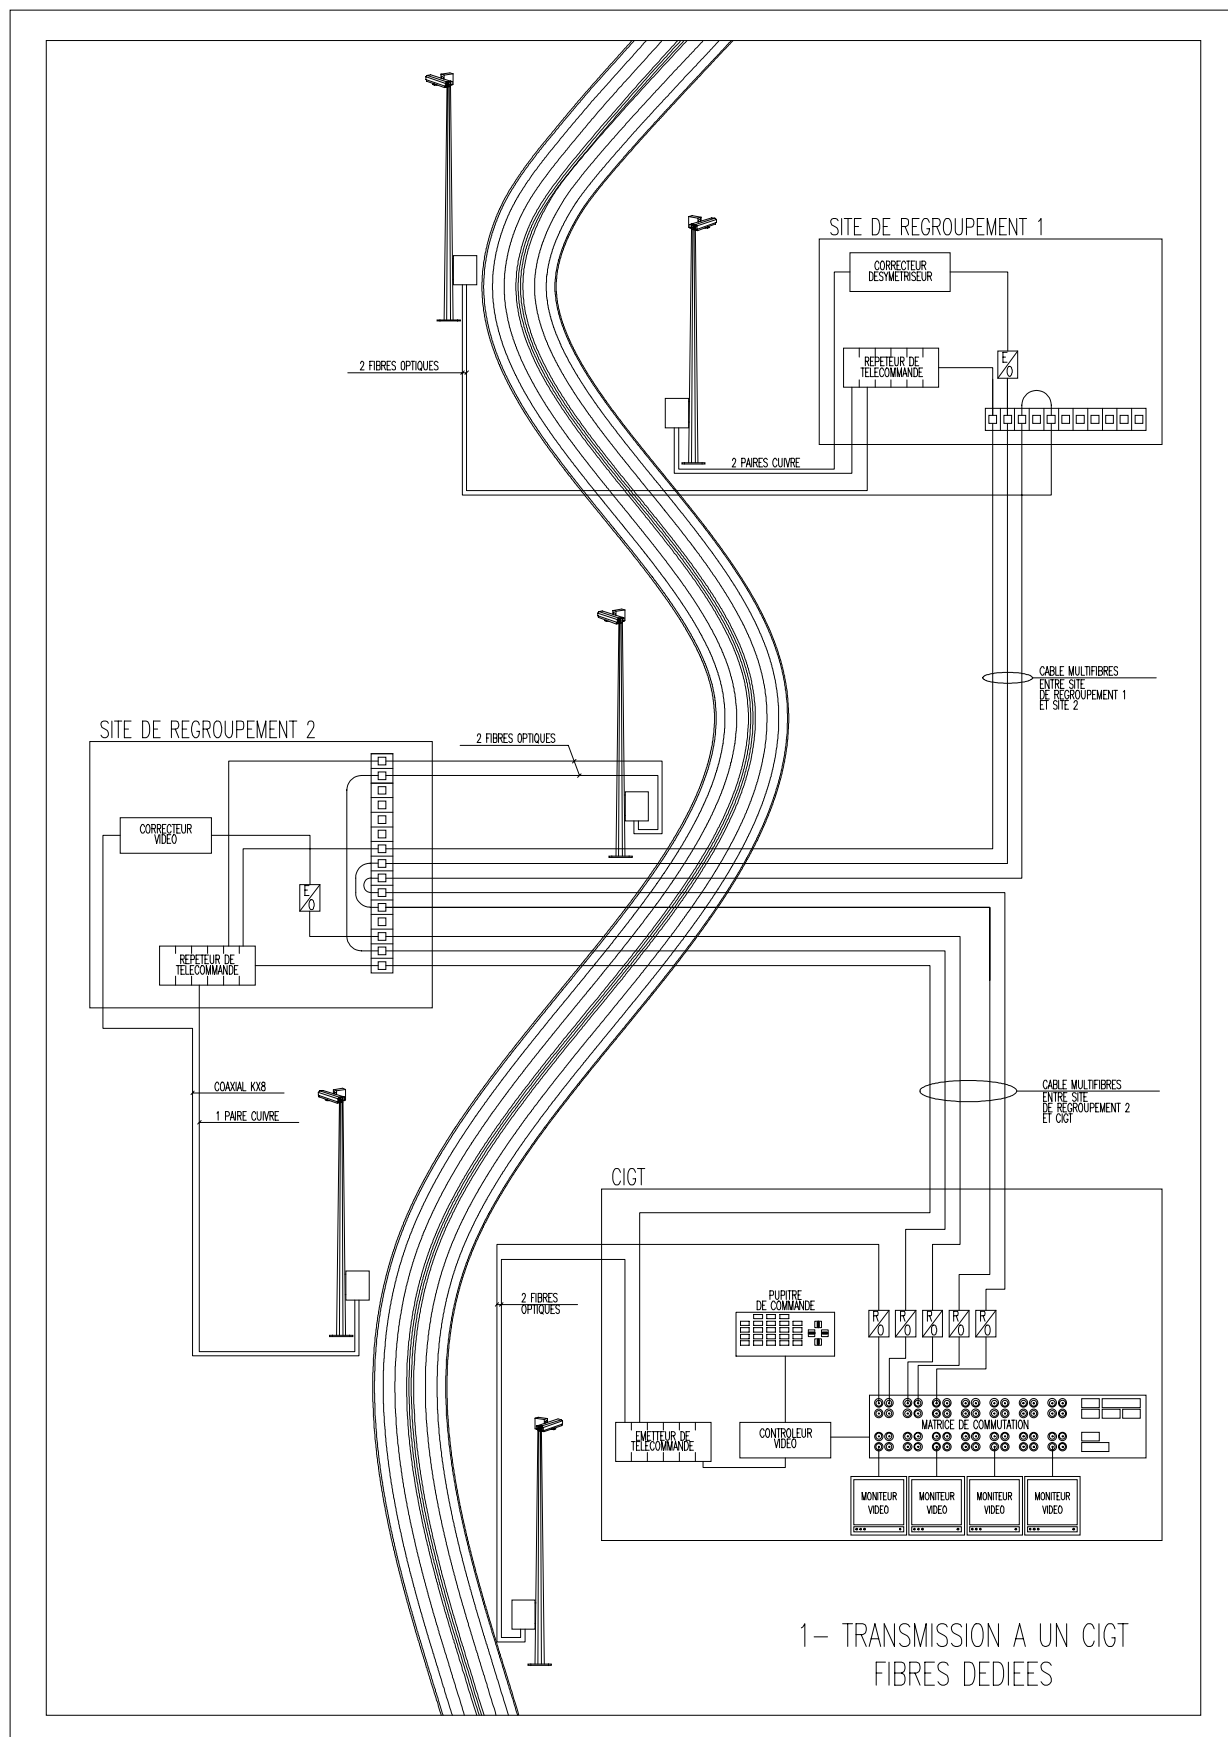 SITE DE REGROUPEMENT 1
CORRECTEUR
DESYMETRISEUR
2 FIBRES OPTIQUES
REPETEUR DE
TELECOMMANDE
E
O
2 PAIRES CUIVRE
CABLE MULTIFIBRES
ENTRE SITE
DE REGROUPEMENT 1
ET SITE 2
SITE DE REGROUPEMENT 2
2 FIBRES OPTIQUES
CORRECTEUR
VIDEO
E
O
REPETEUR DE
TELECOMMANDE
COAXIAL KX8
1 PAIRE CUIVRE
CABLE MULTIFIBRES
ENTRE SITE
DE REGROUPEMENT 2
ET CIGT
CIGT
2 FIBRES
OPTIQUES
PUPITRE
DE COMMANDE
R
O
R
O
R
O
R
O
R
O
MATRICE DE COMMUTATION
EMETTEUR DE
TELECOMMANDE
CONTROLEUR
VIDEO
MONITEUR
VIDEO
MONITEUR
VIDEO
MONITEUR
VIDEO
MONITEUR
VIDEO
1– TRANSMISSION A UN CIGT
FIBRES DEDIEES